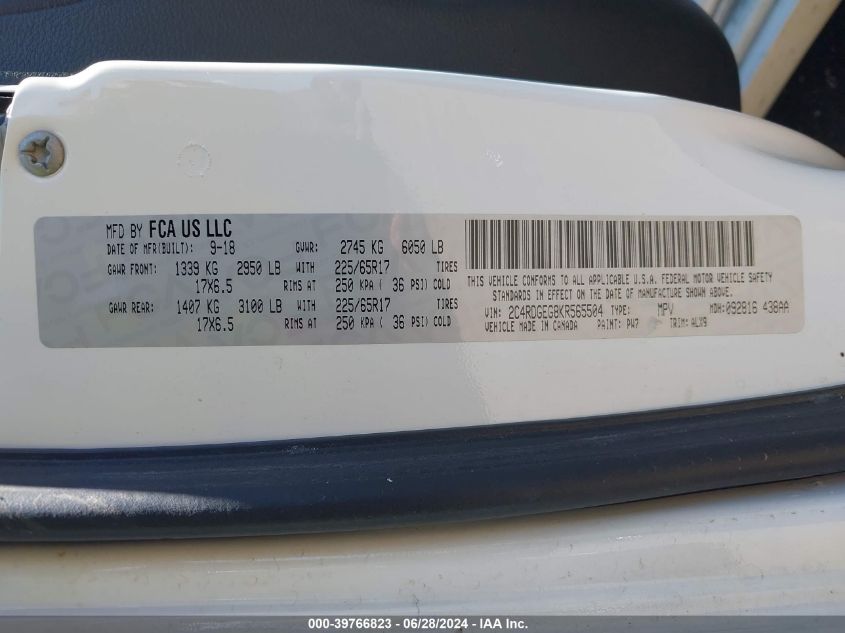 MFD BY FCA US LLC
DATE OF MFR(BUILT): 9-18 GVWR: 2745 KG 6050 LB
GAWR FRONT: 1339 KG 2950 LB WITH 225/65R17 TIRES
17X6.5 RIMS AT 250 KPA ( 36 PSI) COLD
GAWR REAR: 1407 KG 3100 LB WITH 225/65R17 TIRES
17X6.5 RIMS AT 250 KPA ( 36 PSI) COLD
THIS VEHICLE CONFORMS TO ALL APPLICABLE U.S.A. FEDERAL MOTOR VEHICLE SAFETY
STANDARDS IN EFFECT ON THE DATE OF MANUFACTURE SHOWN ABOVE.
VIN: 2C4RDGEG8KR565504 TYPE: MPV MDH: 092816 438AA
VEHICLE MADE IN CANADA PAINT: PW7 TRIM: ALX9
000-39766823 / 06/28/2024 - IAA Inc.